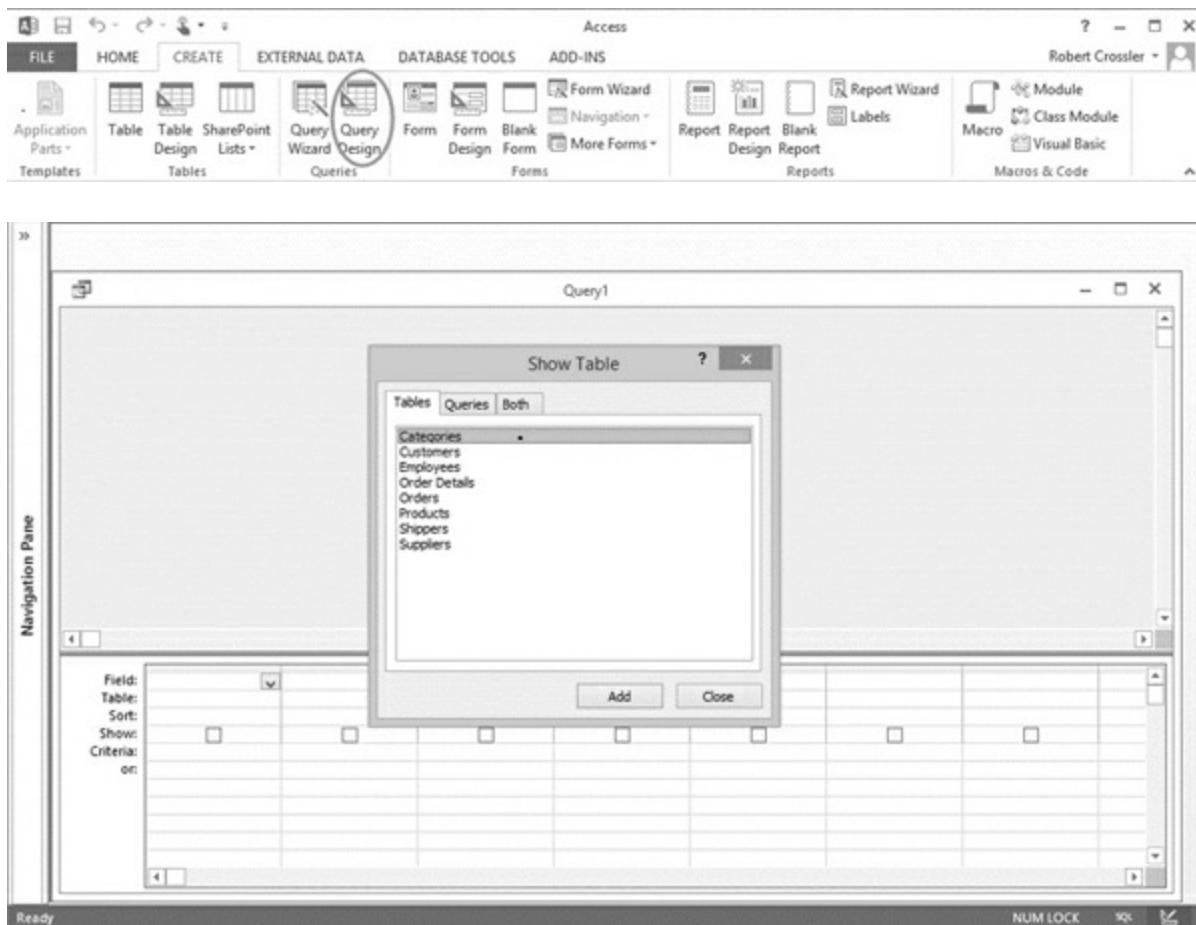 Access
FILE HOME CREATE EXTERNAL DATA DATABASE TOOLS ADD-INS Robert Crossler
Application Parts
Table
Table Design
SharePoint Lists
Query Wizard
Query Design
Form
Form Design
Blank Form
Form Wizard
Navigation
More Forms
Report
Report Design
Blank Report
Report Wizard
Labels
Macro
Module
Class Module
Visual Basic
Templates Tables Queries Forms Reports Macros & Code
Query1
Show Table
Tables Queries Both
Categories
Customers
Employees
Order Details
Orders
Products
Shippers
Suppliers
Add Close
Navigation Pane
Field:
Table:
Sort:
Show:
Criteria:
or:
Ready NUM LOCK SQL